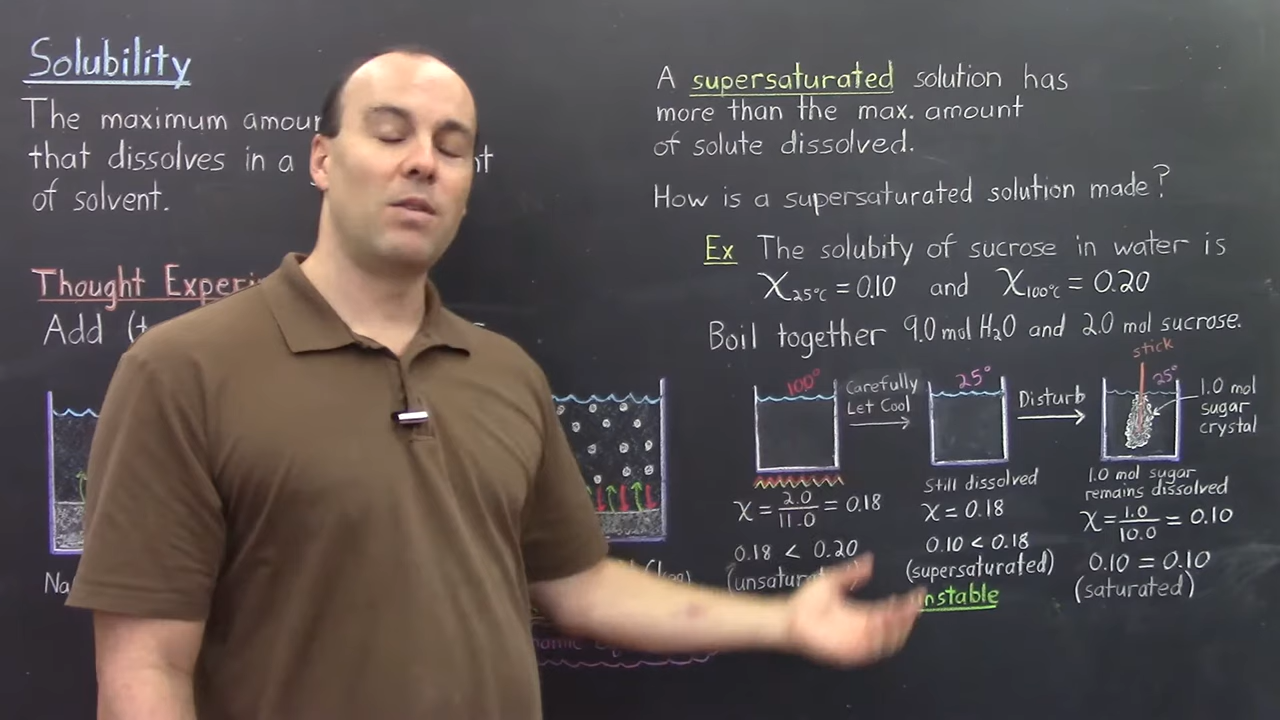 Solubility
The maximum
that dissolves in a
of solvent.
Thought
Add
A supersaturated solution has
more than the max. amount
of solute dissolved.
How is a supersaturated solution made?
Ex The solubity of sucrose in water is
χ25°C = 0.10 and χ100°C = 0.20
Boil together 9.0 mol H2O and 2.0 mol sucrose.
100°
Carefully
Let Cool
25°
Disturb
stick
25°
1.0 mol
sugar
crystal
χ = 2.0/11.0 = 0.18
0.18 < 0.20
Still dissolved
χ = 0.18
0.10 < 0.18
(supersaturated)
1.0 mol sugar
remains dissolved
χ = 1.0/10.0 = 0.10
0.10 = 0.10
(saturated)